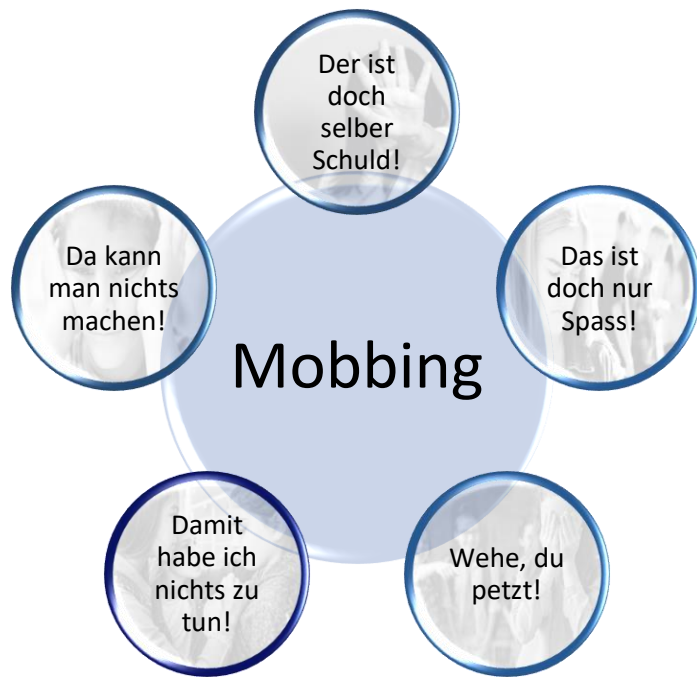 Der ist
doch
selber
Schuld!
Da kann
man nichts
machen!
Das ist
doch nur
Spass!
Mobbing
Damit
habe ich
nichts zu
tun!
Wehe, du
petzt!